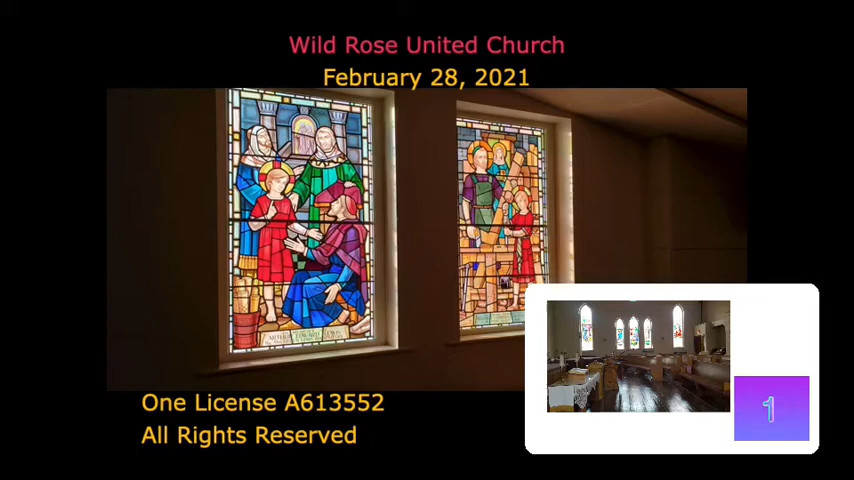 Wild Rose United Church
February 28, 2021
One License A613552
All Rights Reserved
1